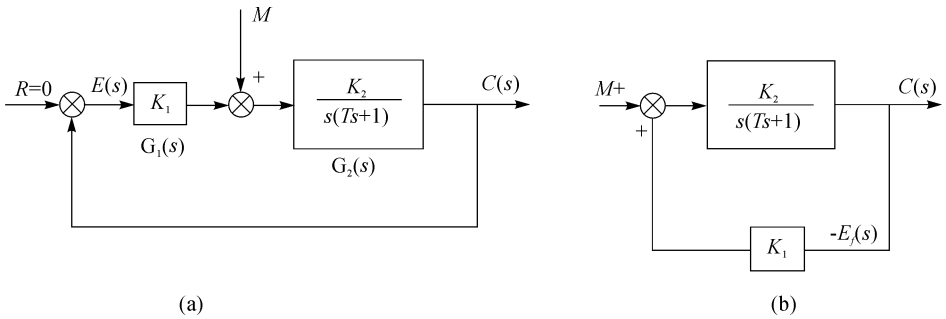 M
R=0
E(s)
K₁
G₁(s)
+
K₂
s(Ts+1)
G₂(s)
C(s)
(a)
M+
+
K₂
s(Ts+1)
C(s)
K₁
-E_f(s)
(b)